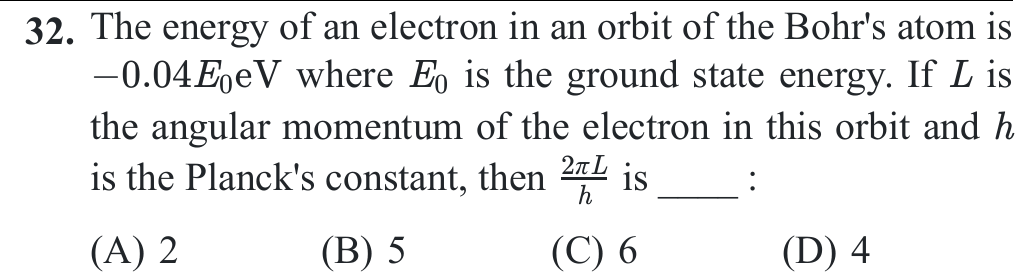 32. The energy of an electron in an orbit of the Bohr's atom is
−0.04E₀eV where E₀ is the ground state energy. If L is
the angular momentum of the electron in this orbit and h
is the Planck's constant, then 2πL/h is ____ :
(A) 2 (B) 5 (C) 6 (D) 4